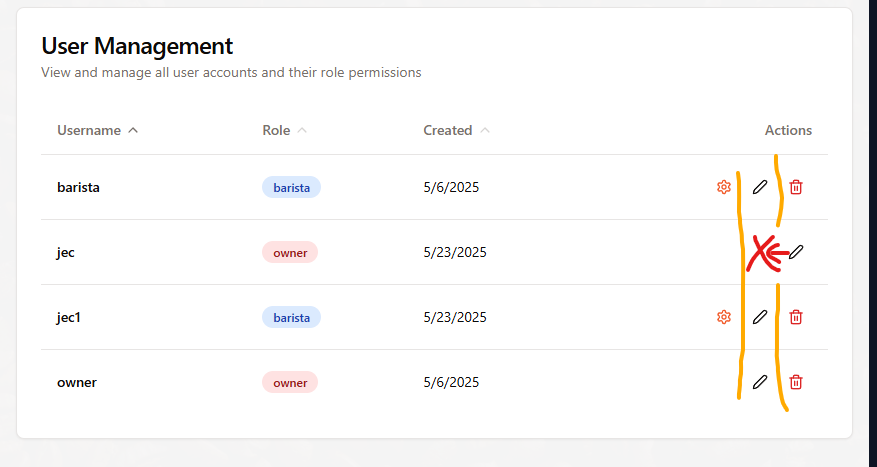 User Management
View and manage all user accounts and their role permissions
Username Role Created Actions
barista barista 5/6/2025
jec owner 5/23/2025
jec1 barista 5/23/2025
owner owner 5/6/2025